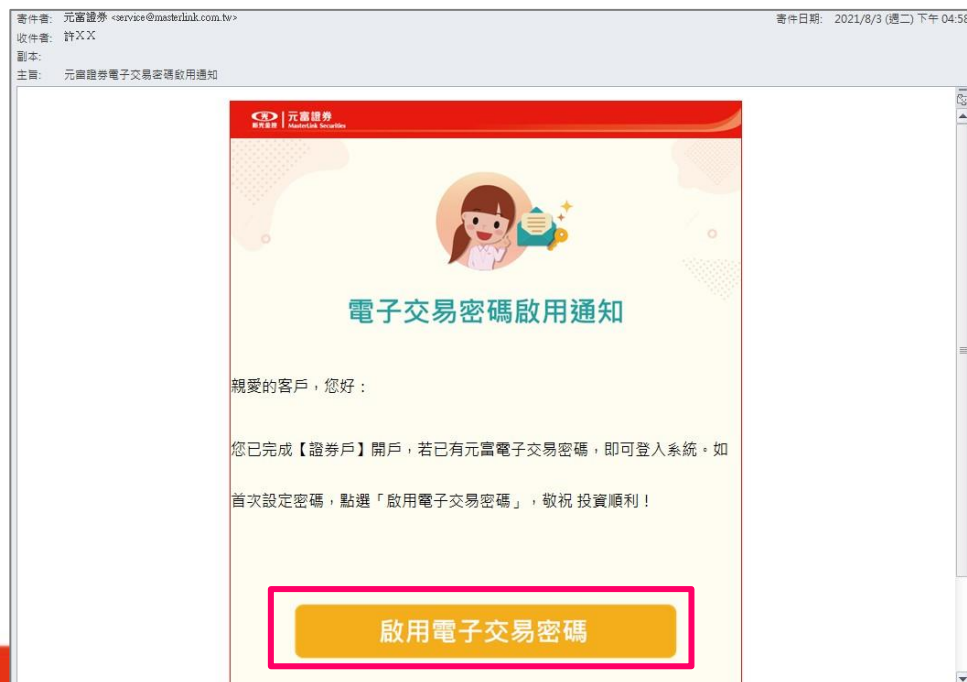 寄件者: 元富證券 <service@masterlink.com.tw>
寄件日期: 2021/8/3 (週二) 下午 04:58
收件者: 許XX
副本:
主旨: 元富證券電子交易密碼啟用通知
新光金控 元富證券
MasterLink Securities
電子交易密碼啟用通知
親愛的客戶，您好：
您已完成【證券戶】開戶，若已有元富電子交易密碼，即可登入系統。如
首次設定密碼，點選「啟用電子交易密碼」，敬祝 投資順利！
啟用電子交易密碼